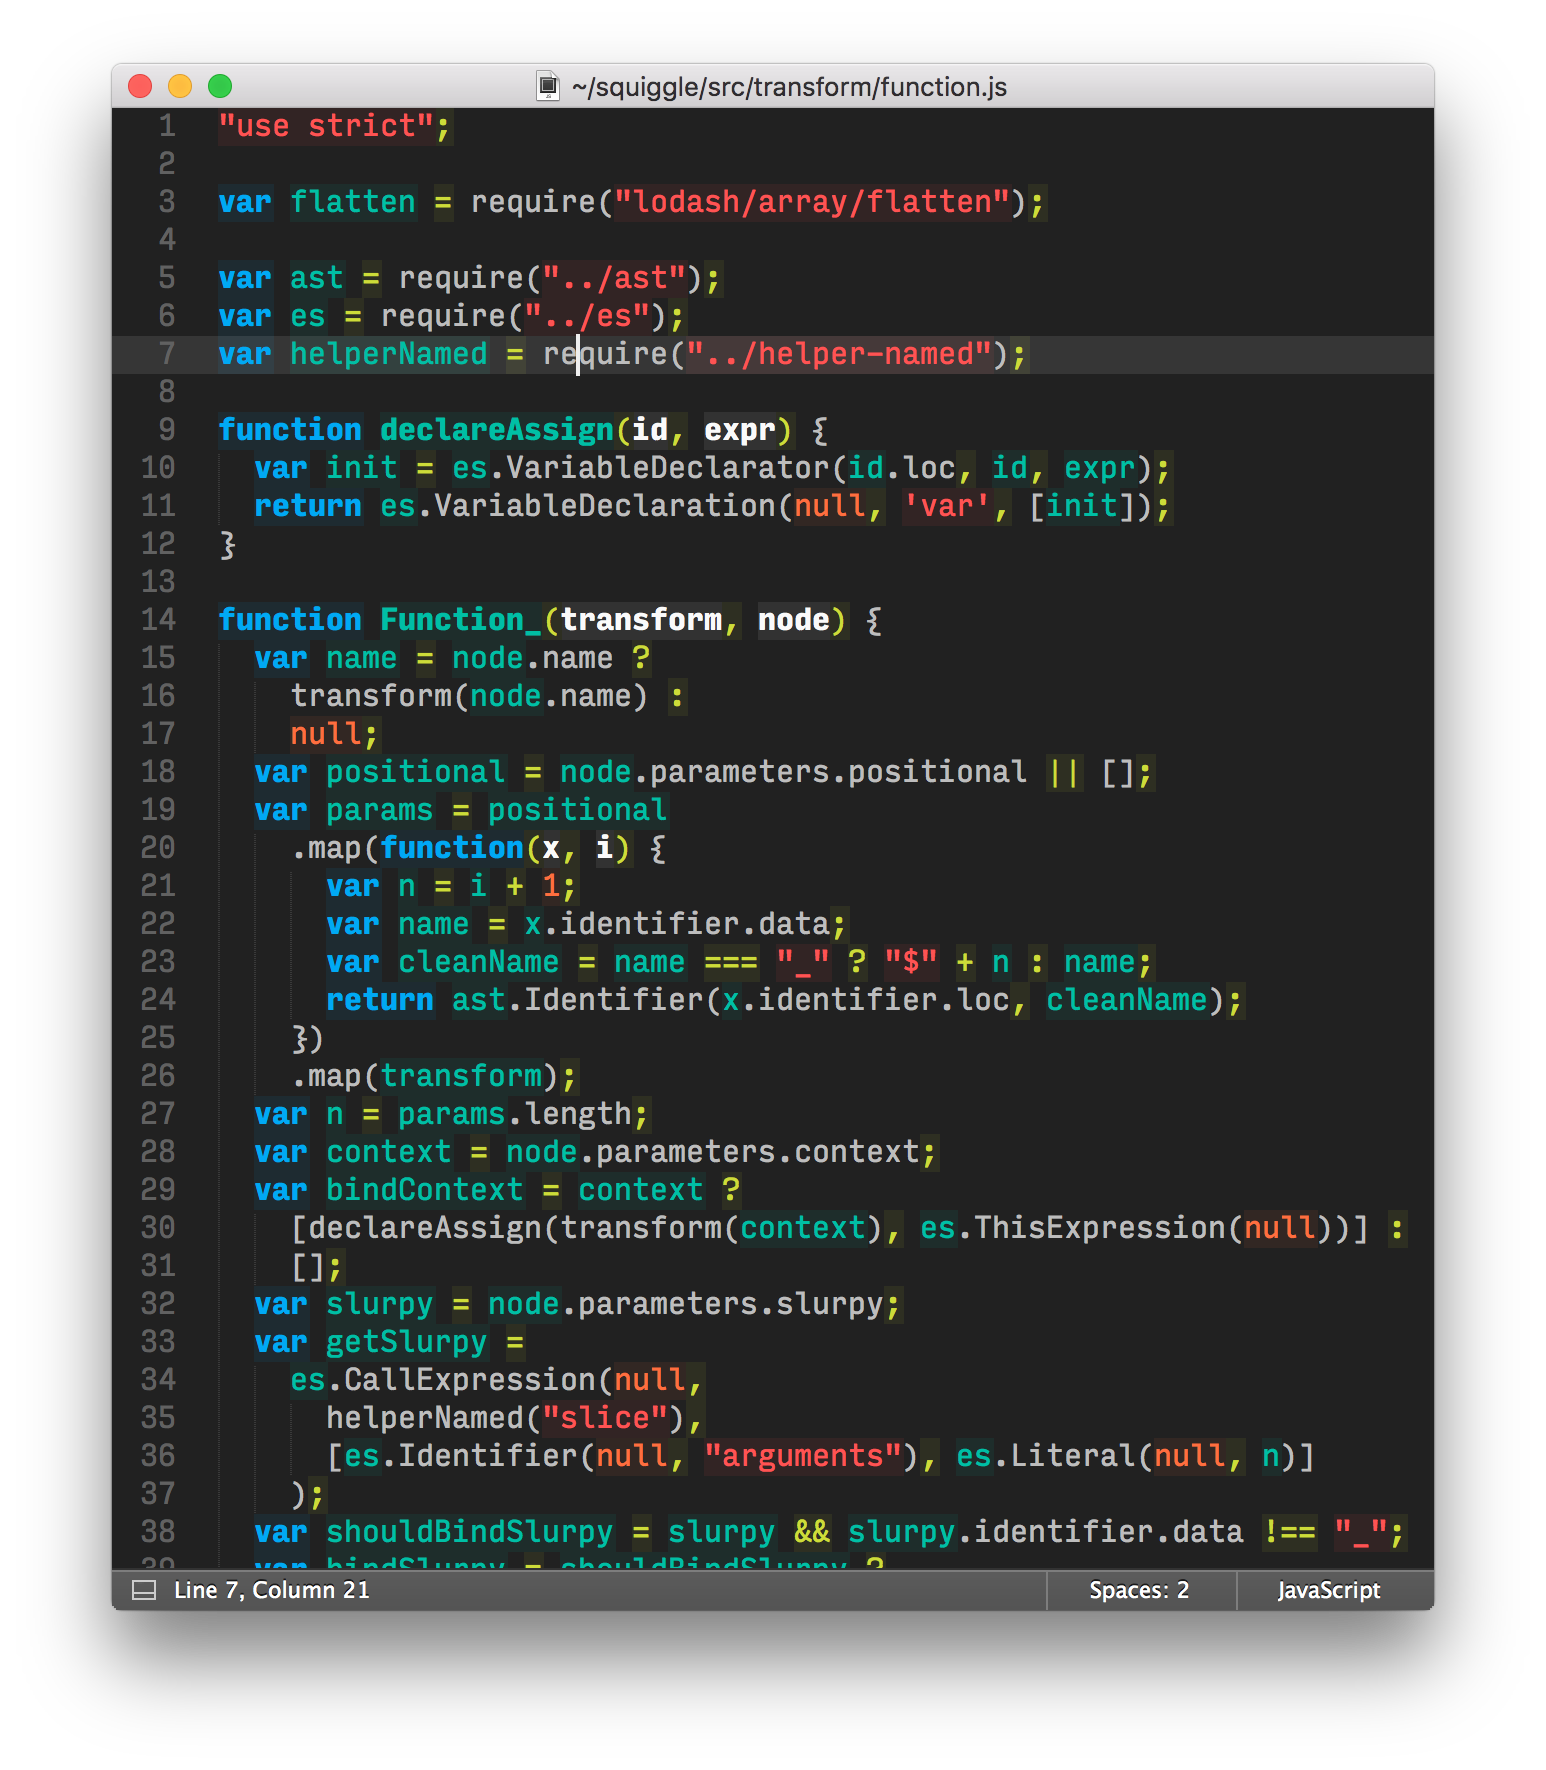 ~/squiggle/src/transform/function.js
1 "use strict";
2
3 var flatten = require("lodash/array/flatten");
4
5 var ast = require("../ast");
6 var es = require("../es");
7 var helperNamed = require("../helper-named");
8
9 function declareAssign(id, expr) {
10   var init = es.VariableDeclarator(id.loc, id, expr);
11   return es.VariableDeclaration(null, 'var', [init]);
12 }
13
14 function Function_(transform, node) {
15   var name = node.name ?
16     transform(node.name) :
17     null;
18   var positional = node.parameters.positional || [];
19   var params = positional
20     .map(function(x, i) {
21       var n = i + 1;
22       var name = x.identifier.data;
23       var cleanName = name === "_" ? "$" + n : name;
24       return ast.Identifier(x.identifier.loc, cleanName);
25     })
26     .map(transform);
27   var n = params.length;
28   var context = node.parameters.context;
29   var bindContext = context ?
30     [declareAssign(transform(context), es.ThisExpression(null))] :
31     [];
32   var slurpy = node.parameters.slurpy;
33   var getSlurpy =
34     es.CallExpression(null,
35       helperNamed("slice"),
36       [es.Identifier(null, "arguments"), es.Literal(null, n)]
37     );
38   var shouldBindSlurpy = slurpy && slurpy.identifier.data !== "_";
39   var bindSlurpy = shouldBindSlurpy ?
Line 7, Column 21 Spaces: 2 JavaScript